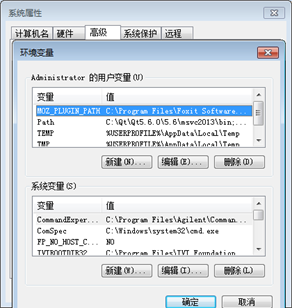 系统属性
计算机名 硬件 高级 系统保护 远程
环境变量
Administrator 的用户变量(U)
变量 值
MOZ_PLUGIN_PATH C:\Program Files\Foxit Software...
Path C:\Qt\Qt5.6.0\5.6\msvc2013\bin;...
TEMP %USERPROFILE%\AppData\Local\Temp
TMP %USERPROFILE%\AppData\Local\Temp
新建(N)... 编辑(E)... 删除(D)
系统变量(S)
变量 值
CommandExper... C:\Program Files\Agilent\Comman...
ComSpec C:\Windows\system32\cmd.exe
FP_NO_HOST_C... NO
IVIROOTDIR32 C:\Program Files\IVI Foundation
新建(W)... 编辑(I)... 删除(L)
确定 取消